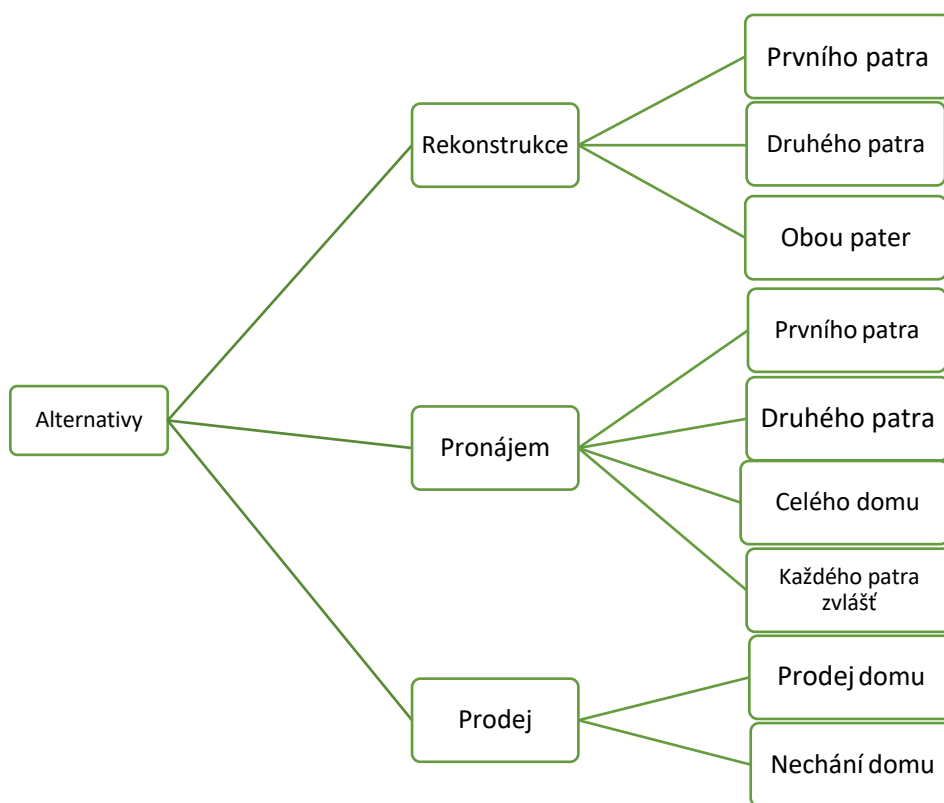 Alternativy
Rekonstrukce
Prvního patra
Druhého patra
Obou pater
Pronájem
Prvního patra
Druhého patra
Celého domu
Každého patra
zvlášť
Prodej
Prodej domu
Nechání domu